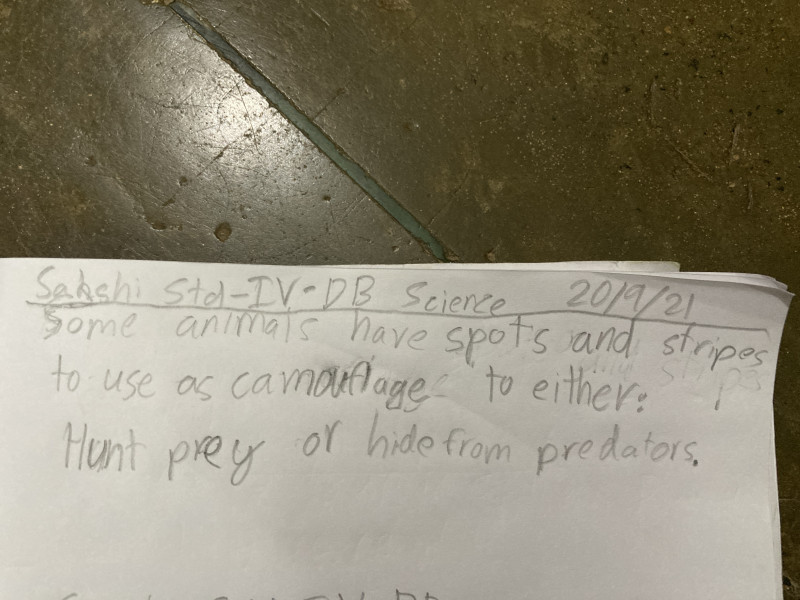 Sakshi Std-IV-DB Science 20/9/21
Some animals have spots and stripes
to use as camouflage to either:
Hunt prey or hide from predators.